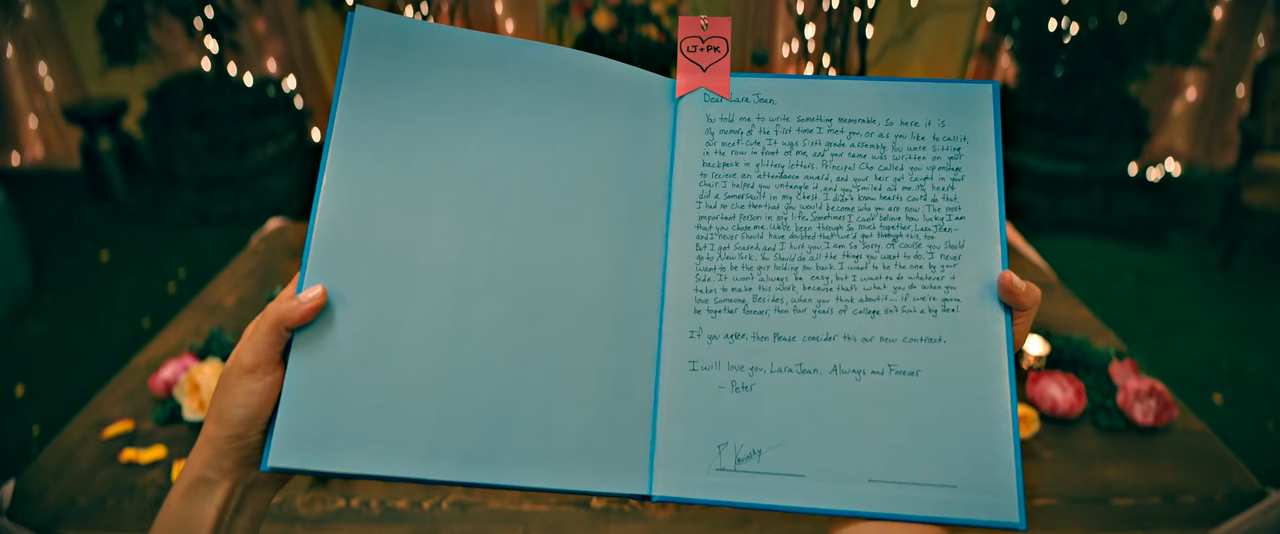 LJ + PK
Dear Lara Jean,
You told me to write something memorable, so here it is.
My memory of the first time I met you, or as you like to call it,
our meet-cute. It was Sixth grade assembly. You were Sitting
in the row in front of me, and your name was written on your
backpack in glittery letters. Principal Cho called you up onstage
to recieve an attendance award, and your hair got caught in your
chair. I helped you untangle it, and you smiled at me. My heart
did a Somersault in my chest. I didn't know hearts could do that.
I had no clue then that you would become who you are now: The most
important Person in my life. Sometimes I can't believe how lucky I am
that you chose me. We've been through So much together, Lara Jean—
and I never Should have doubted that we'd get through this, too.
But I got Scared, and I hurt you. I am So Sorry. Of course you Should
go to New York. You Should do all the things you want to do. I never
want to be the guy holding you back. I want to be the one by your
Side. It won't always be easy, but I want to do whatever it
takes to make this work, because that's what you do when you
love Someone. Besides, when you think about it... If we're gonna
be together forever, then four years of college isn't Such a big deal.
If you agree, then Please consider this our new contract.
I will love you, Lara Jean. Always and Forever
- Peter
P. Kavinsky